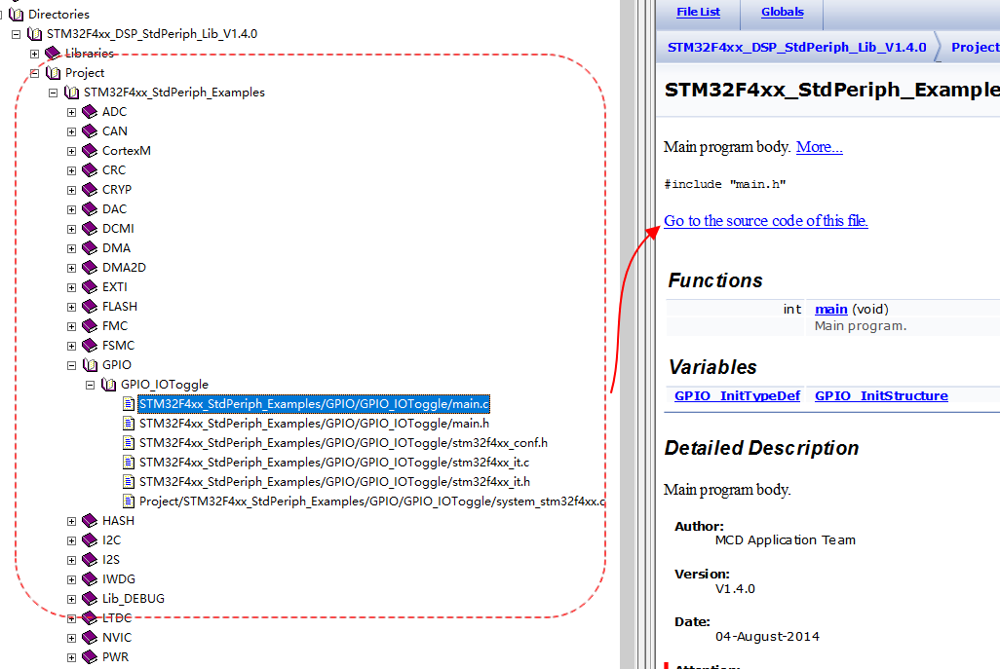 Directories
STM32F4xx_DSP_StdPeriph_Lib_V1.4.0
Libraries
Project
STM32F4xx_StdPeriph_Examples
ADC
CAN
CortexM
CRC
CRYP
DAC
DCMI
DMA
DMA2D
EXTI
FLASH
FMC
FSMC
GPIO
GPIO_IOToggle
STM32F4xx_StdPeriph_Examples/GPIO/GPIO_IOToggle/main.c
STM32F4xx_StdPeriph_Examples/GPIO/GPIO_IOToggle/main.h
STM32F4xx_StdPeriph_Examples/GPIO/GPIO_IOToggle/stm32f4xx_conf.h
STM32F4xx_StdPeriph_Examples/GPIO/GPIO_IOToggle/stm32f4xx_it.c
STM32F4xx_StdPeriph_Examples/GPIO/GPIO_IOToggle/stm32f4xx_it.h
Project/STM32F4xx_StdPeriph_Examples/GPIO/GPIO_IOToggle/system_stm32f4xx.c
HASH
I2C
I2S
IWDG
Lib_DEBUG
LTDC
NVIC
PWR
File List Globals
STM32F4xx_DSP_StdPeriph_Lib_V1.4.0 Project
STM32F4xx_StdPeriph_Example
Main program body. More...
#include "main.h"
Go to the source code of this file.
Functions
int main (void)
Main program.
Variables
GPIO_InitTypeDef GPIO_InitStructure
Detailed Description
Main program body.
Author:
MCD Application Team
Version:
V1.4.0
Date:
04-August-2014
Attention: